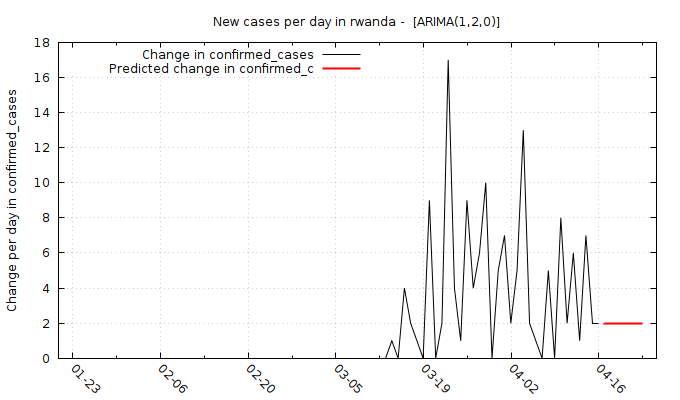 New cases per day in rwanda -  [ARIMA(1,2,0)]
Change in confirmed_cases
Predicted change in confirmed_c
Change per day in confirmed_cases
18
16
14
12
10
8
6
4
2
0
01-23 02-06 02-20 03-05 03-19 04-02 04-16